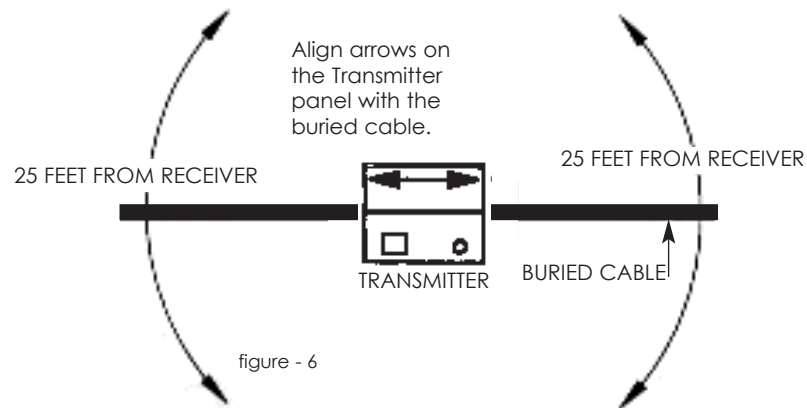 Align arrows on
the Transmitter
panel with the
buried cable.
25 FEET FROM RECEIVER
25 FEET FROM RECEIVER
TRANSMITTER
BURIED CABLE
figure - 6